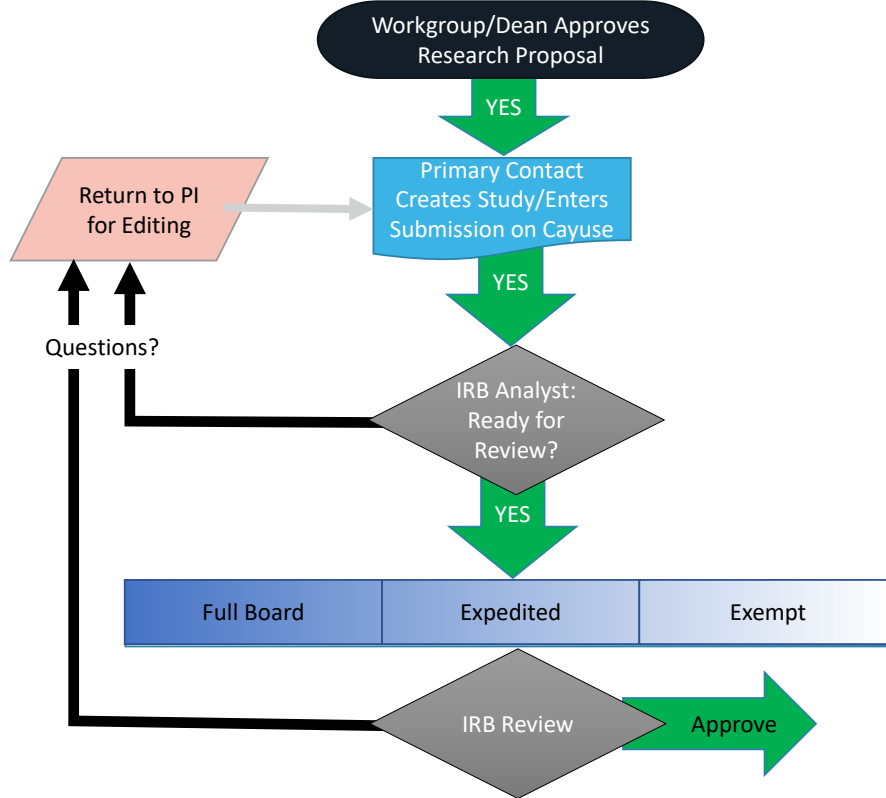 Workgroup/Dean Approves
Research Proposal
YES
Primary Contact
Creates Study/Enters
Submission on Cayuse
Return to PI
for Editing
YES
Questions?
IRB Analyst:
Ready for
Review?
YES
Full Board
Expedited
Exempt
IRB Review
Approve